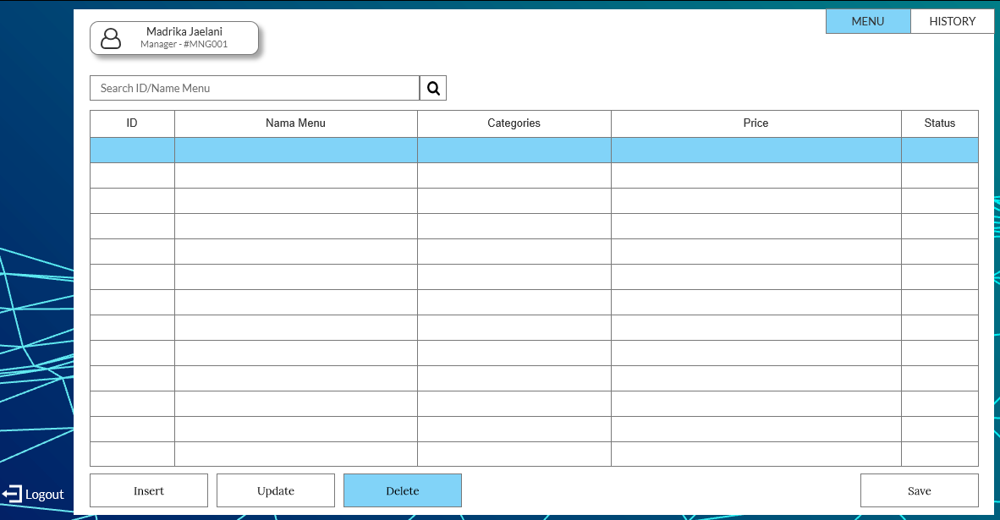 Madrika Jaelani
Manager - #MNG001
MENU
HISTORY
Search ID/Name Menu
ID
Nama Menu
Categories
Price
Status
Insert
Update
Delete
Save
Logout